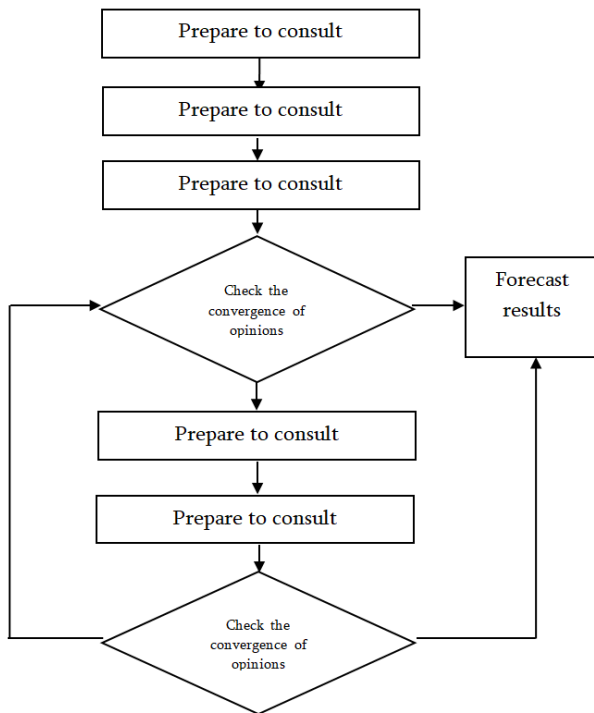 Prepare to consult
Prepare to consult
Prepare to consult
Check the
convergence of
opinions
Forecast
results
Prepare to consult
Prepare to consult
Check the
convergence of
opinions